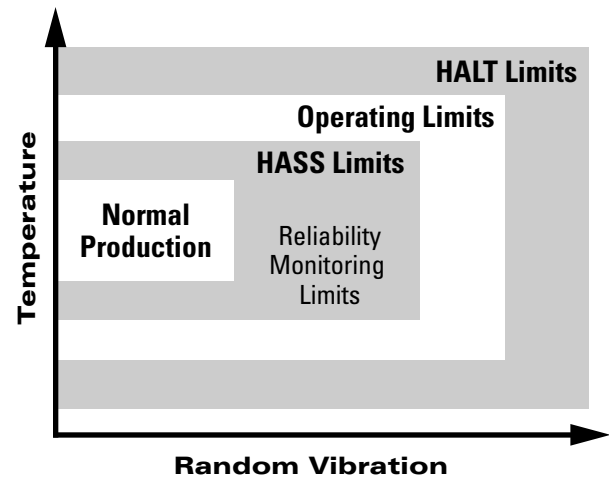 HALT Limits
Operating Limits
HASS Limits
Normal
Production
Reliability
Monitoring
Limits
Temperature
Random Vibration